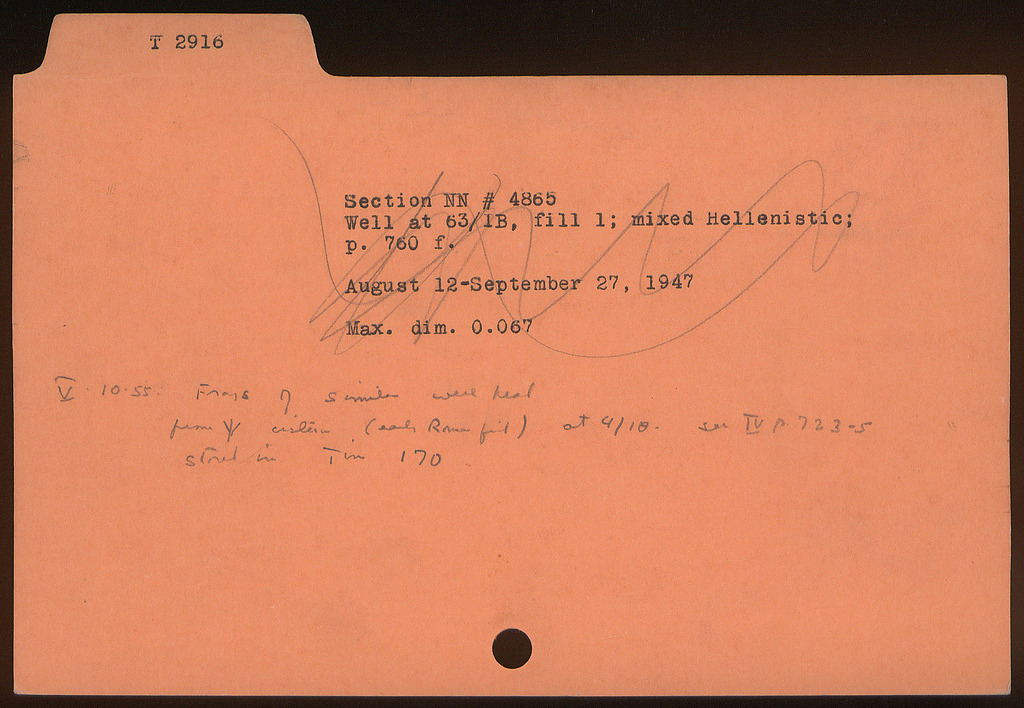 T 2916
Section NN # 4865
Well at 63/IB, fill 1; mixed Hellenistic;
p. 760 f.
August 12-September 27, 1947
Max. dim. 0.067
V. 10.55. Frags of similar well head
from Ψ cistern (early Roman fill) at 4/ΙΘ. see IV p. 723-5
stored in Tin 170